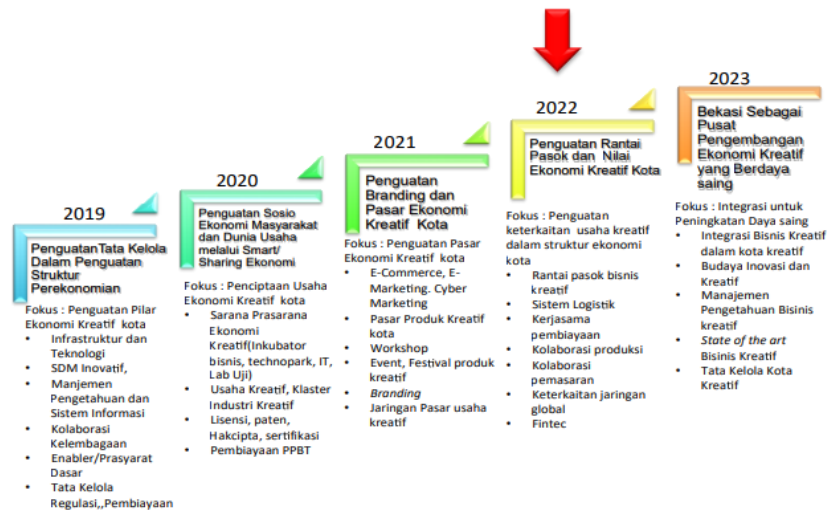 2019
PenguatanTata Kelola
Dalam Penguatan
Struktur
Perekonomian
Fokus : Penguatan Pilar
Ekonomi Kreatif kota
• Infrastruktur dan
Teknologi
• SDM Inovatif,
• Manjemen
Pengetahuan dan
Sistem Informasi
• Kolaborasi
Kelembagaan
• Enabler/Prasyarat
Dasar
• Tata Kelola
Regulasi,,Pembiayaan
2020
Penguatan Sosio
Ekonomi Masyarakat
dan Dunia Usaha
melalui Smart/
Sharing Ekonomi
Fokus : Penciptaan Usaha
Ekonomi Kreatif kota
• Sarana Prasarana
Ekonomi
Kreatif(Inkubator
bisnis, technopark, IT,
Lab Uji)
• Usaha Kreatif, Klaster
Industri Kreatif
• Lisensi, paten,
Hakcipta, sertifikasi
• Pembiayaan PPBT
2021
Penguatan
Branding dan
Pasar Ekonomi
Kreatif Kota
Fokus : Penguatan Pasar
Ekonomi Kreatif kota
• E-Commerce, E-
Marketing. Cyber
Marketing
• Pasar Produk Kreatif
kota
• Workshop
• Event, Festival produk
kreatif
• Branding
• Jaringan Pasar usaha
kreatif
2022
Penguatan Rantai
Pasok dan Nilai
Ekonomi Kreatif Kota
Fokus : Penguatan
keterkaitan usaha kreatif
dalam struktur ekonomi
kota
• Rantai pasok bisnis
kreatif
• Sistem Logistik
• Kerjasama
pembiayaan
• Kolaborasi produksi
• Kolaborasi
pemasaran
• Keterkaitan jaringan
global
• Fintec
2023
Bekasi Sebagai
Pusat
Pengembangan
Ekonomi Kreatif
yang Berdaya
saing
Fokus : Integrasi untuk
Peningkatan Daya saing
• Integrasi Bisnis Kreatif
dalam kota kreatif
• Budaya Inovasi dan
Kreatif
• Manajemen
Pengetahuan Bisinis
kreatif
• State of the art
Bisinis Kreatif
• Tata Kelola Kota
Kreatif